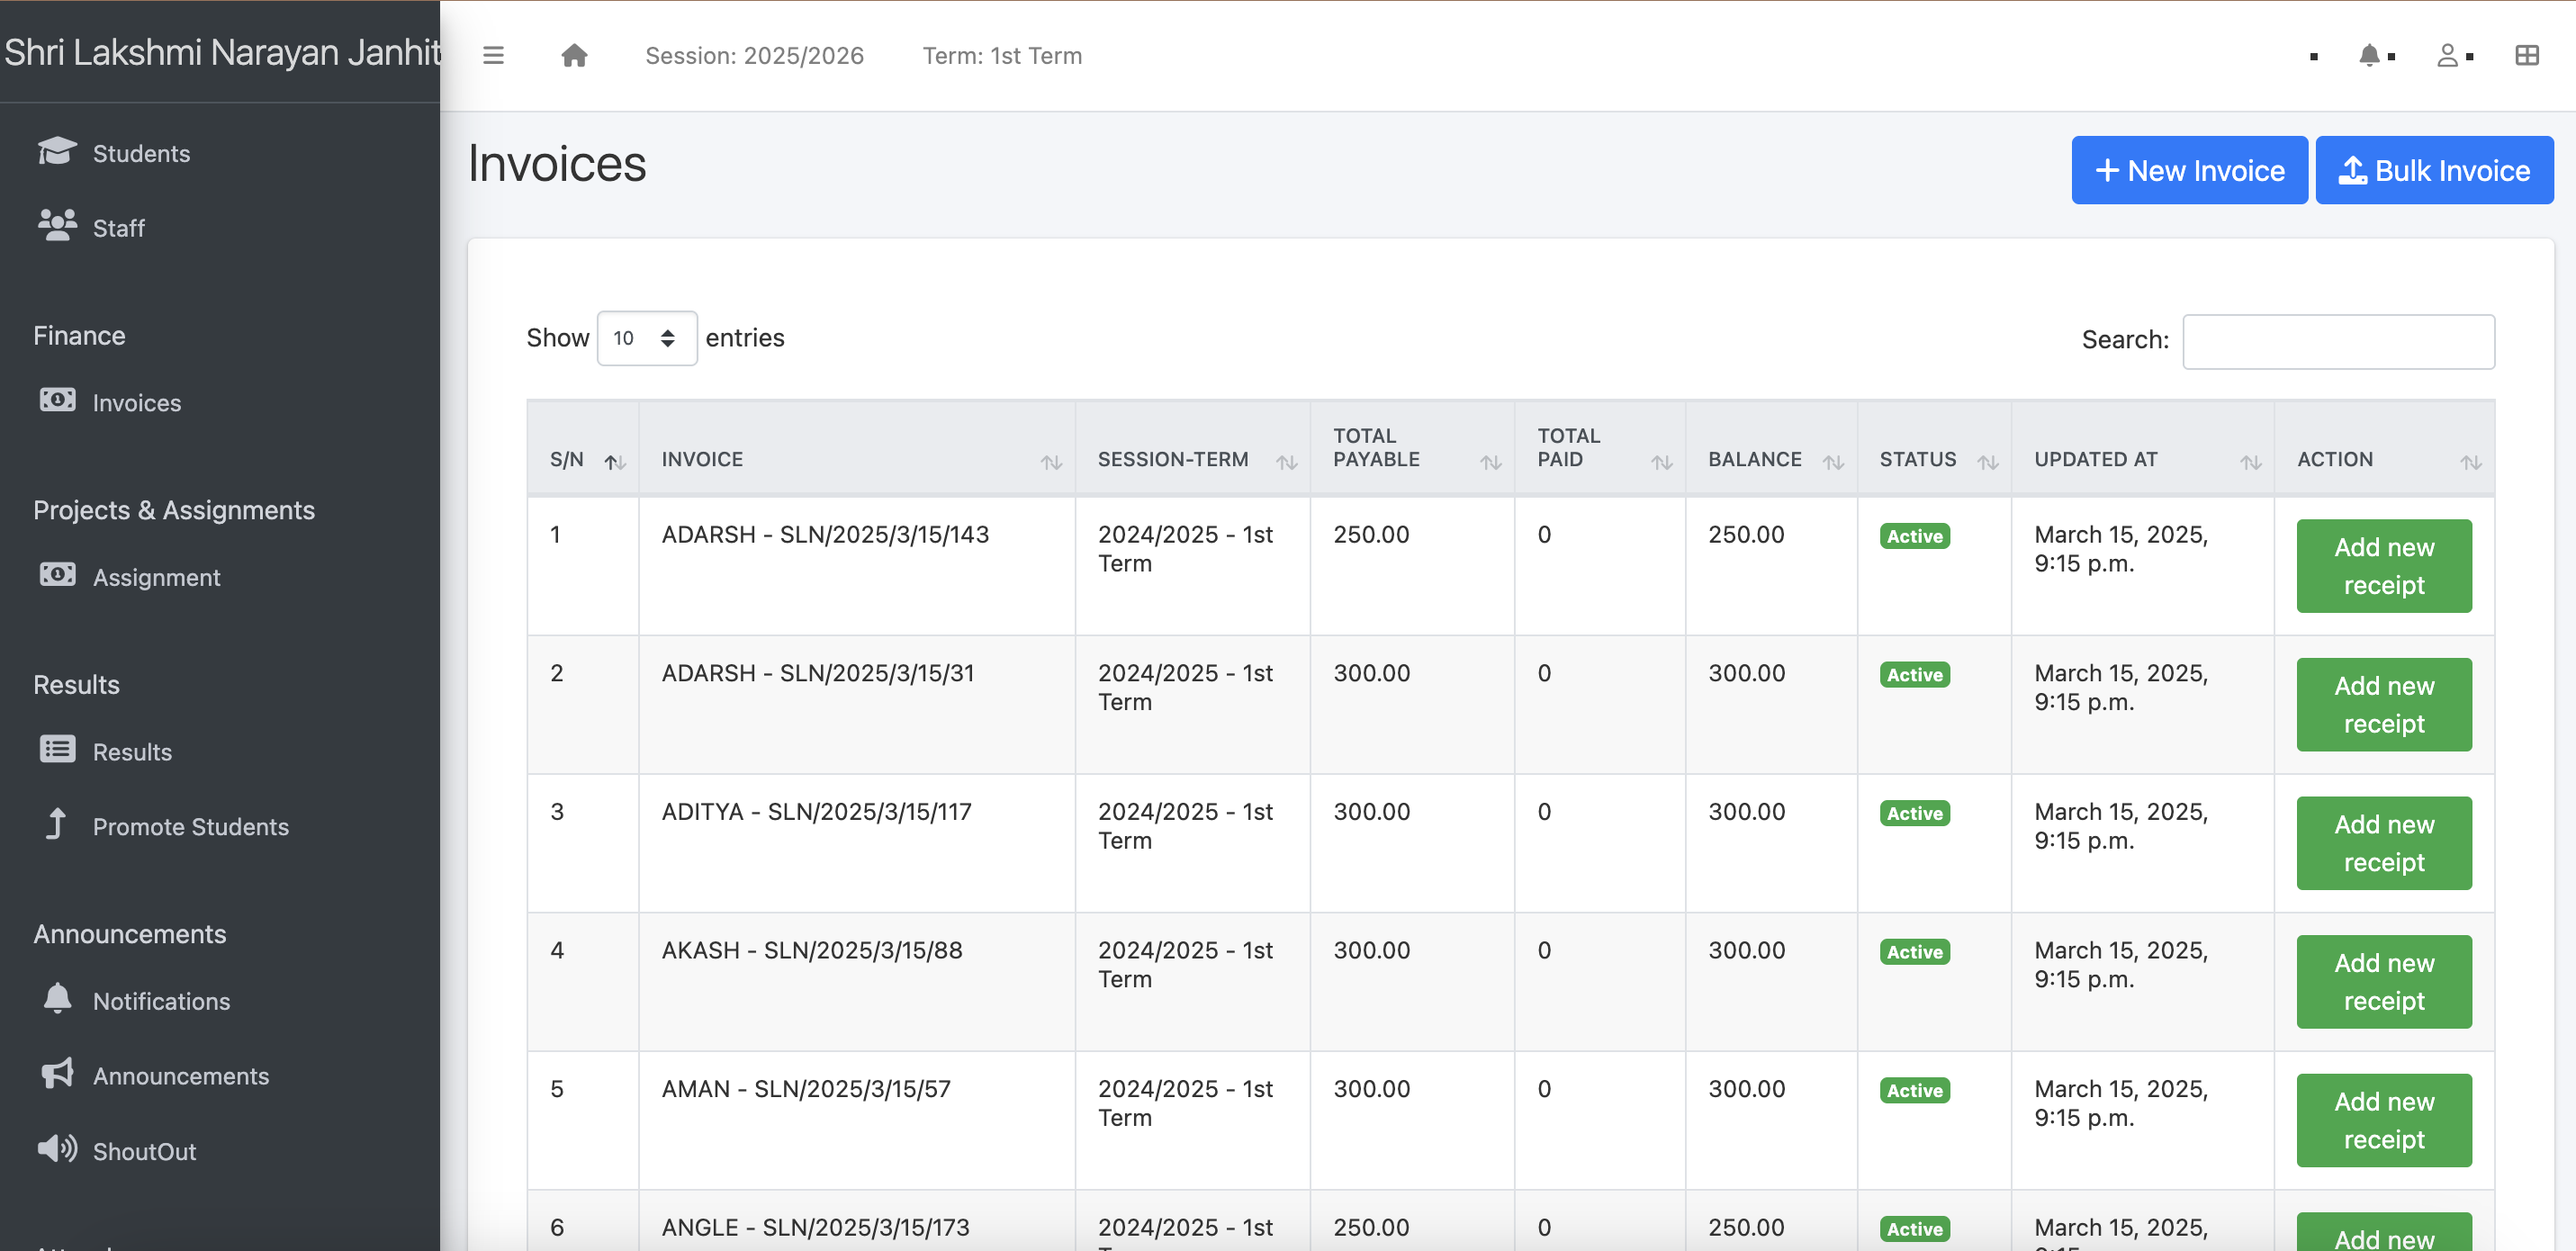 Shri Lakshmi Narayan Janhit
Session: 2025/2026
Term: 1st Term
Students
Staff
Finance
Invoices
Projects & Assignments
Assignment
Results
Results
Promote Students
Announcements
Notifications
Announcements
ShoutOut
Invoices
New Invoice
Bulk Invoice
Show 10 entries
Search:
S/N INVOICE SESSION-TERM TOTAL PAYABLE TOTAL PAID BALANCE STATUS UPDATED AT ACTION
1 ADARSH - SLN/2025/3/15/143 2024/2025 - 1st Term 250.00 0 250.00 Active March 15, 2025, 9:15 p.m. Add new receipt
2 ADARSH - SLN/2025/3/15/31 2024/2025 - 1st Term 300.00 0 300.00 Active March 15, 2025, 9:15 p.m. Add new receipt
3 ADITYA - SLN/2025/3/15/117 2024/2025 - 1st Term 300.00 0 300.00 Active March 15, 2025, 9:15 p.m. Add new receipt
4 AKASH - SLN/2025/3/15/88 2024/2025 - 1st Term 300.00 0 300.00 Active March 15, 2025, 9:15 p.m. Add new receipt
5 AMAN - SLN/2025/3/15/57 2024/2025 - 1st Term 300.00 0 300.00 Active March 15, 2025, 9:15 p.m. Add new receipt
6 ANGLE - SLN/2025/3/15/173 2024/2025 - 1st 250.00 0 250.00 Active March 15, 2025, Add new